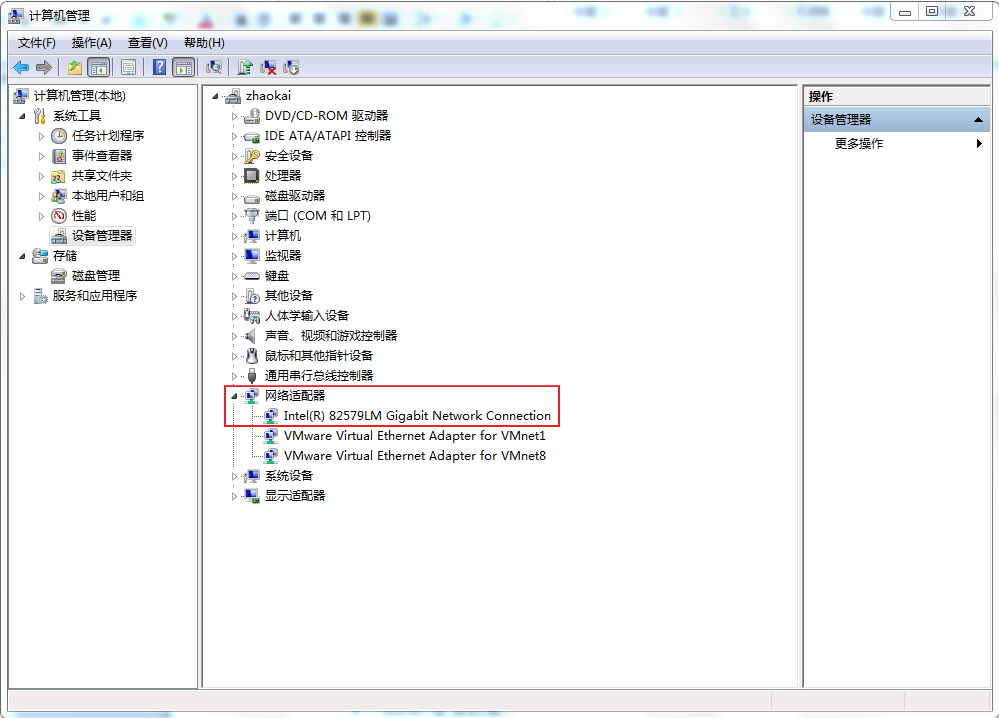 计算机管理
文件(F) 操作(A) 查看(V) 帮助(H)
计算机管理(本地)
系统工具
任务计划程序
事件查看器
共享文件夹
本地用户和组
性能
设备管理器
存储
磁盘管理
服务和应用程序
zhaokai
DVD/CD-ROM 驱动器
IDE ATA/ATAPI 控制器
安全设备
处理器
磁盘驱动器
端口 (COM 和 LPT)
计算机
监视器
键盘
其他设备
人体学输入设备
声音、视频和游戏控制器
鼠标和其他指针设备
通用串行总线控制器
网络适配器
Intel(R) 82579LM Gigabit Network Connection
VMware Virtual Ethernet Adapter for VMnet1
VMware Virtual Ethernet Adapter for VMnet8
系统设备
显示适配器
操作
设备管理器
更多操作